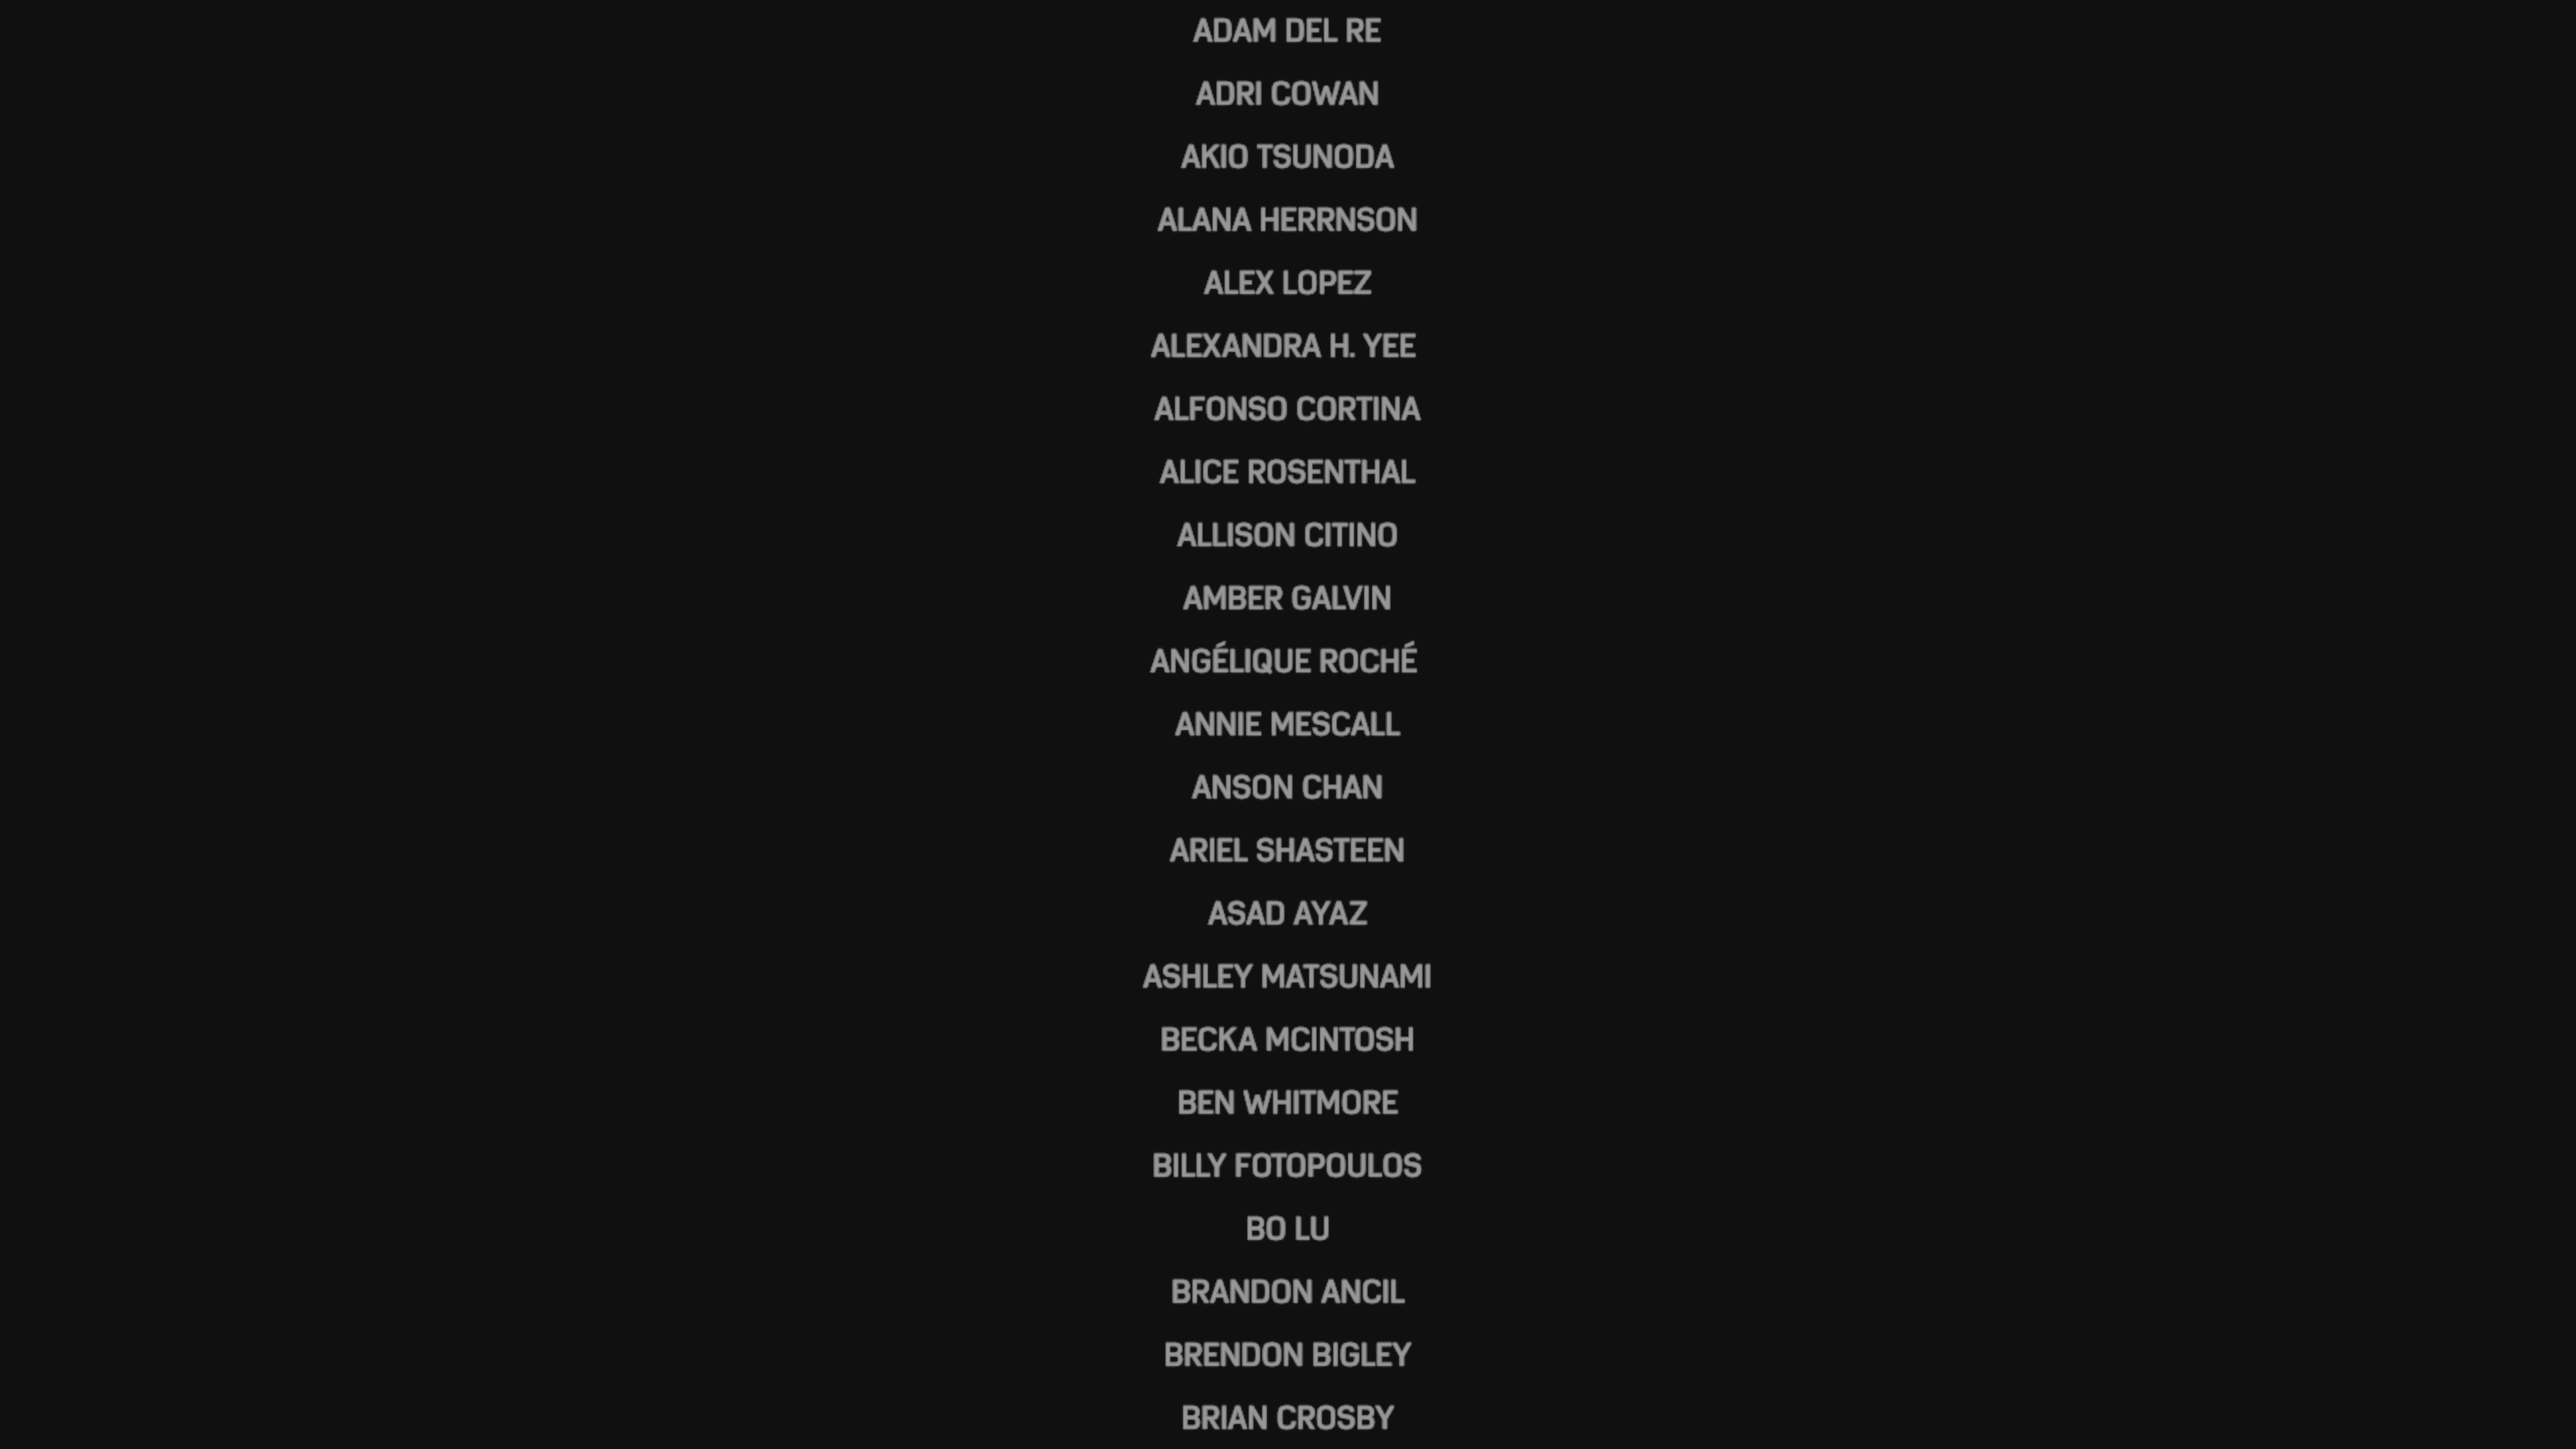 ADAM DEL RE
ADRI COWAN
AKIO TSUNODA
ALANA HERRNSON
ALEX LOPEZ
ALEXANDRA H. YEE
ALFONSO CORTINA
ALICE ROSENTHAL
ALLISON CITINO
AMBER GALVIN
ANGÉLIQUE ROCHÉ
ANNIE MESCALL
ANSON CHAN
ARIEL SHASTEEN
ASAD AYAZ
ASHLEY MATSUNAMI
BECKA MCINTOSH
BEN WHITMORE
BILLY FOTOPOULOS
BO LU
BRANDON ANCIL
BRENDON BIGLEY
BRIAN CROSBY